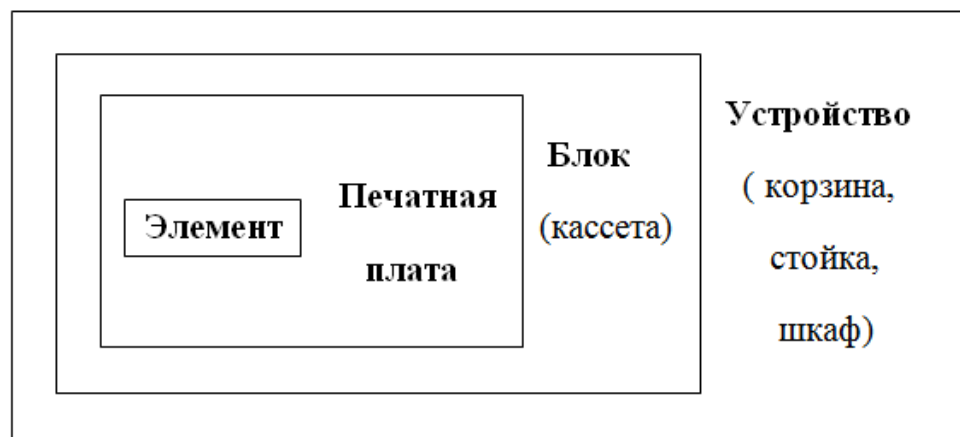 Элемент
Печатная
плата
Блок
(кассета)
Устройство
( корзина,
стойка,
шкаф)